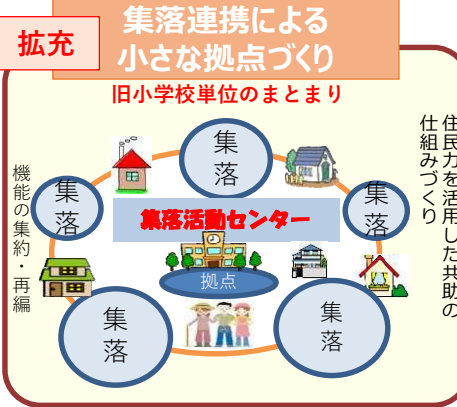 拡充
集落連携による
小さな拠点づくり
旧小学校単位のまとまり
住民力を活用した共助の
仕組みづくり
機能の集約・再編
集落
集落
集落
集落活動センター
拠点
集落
集落